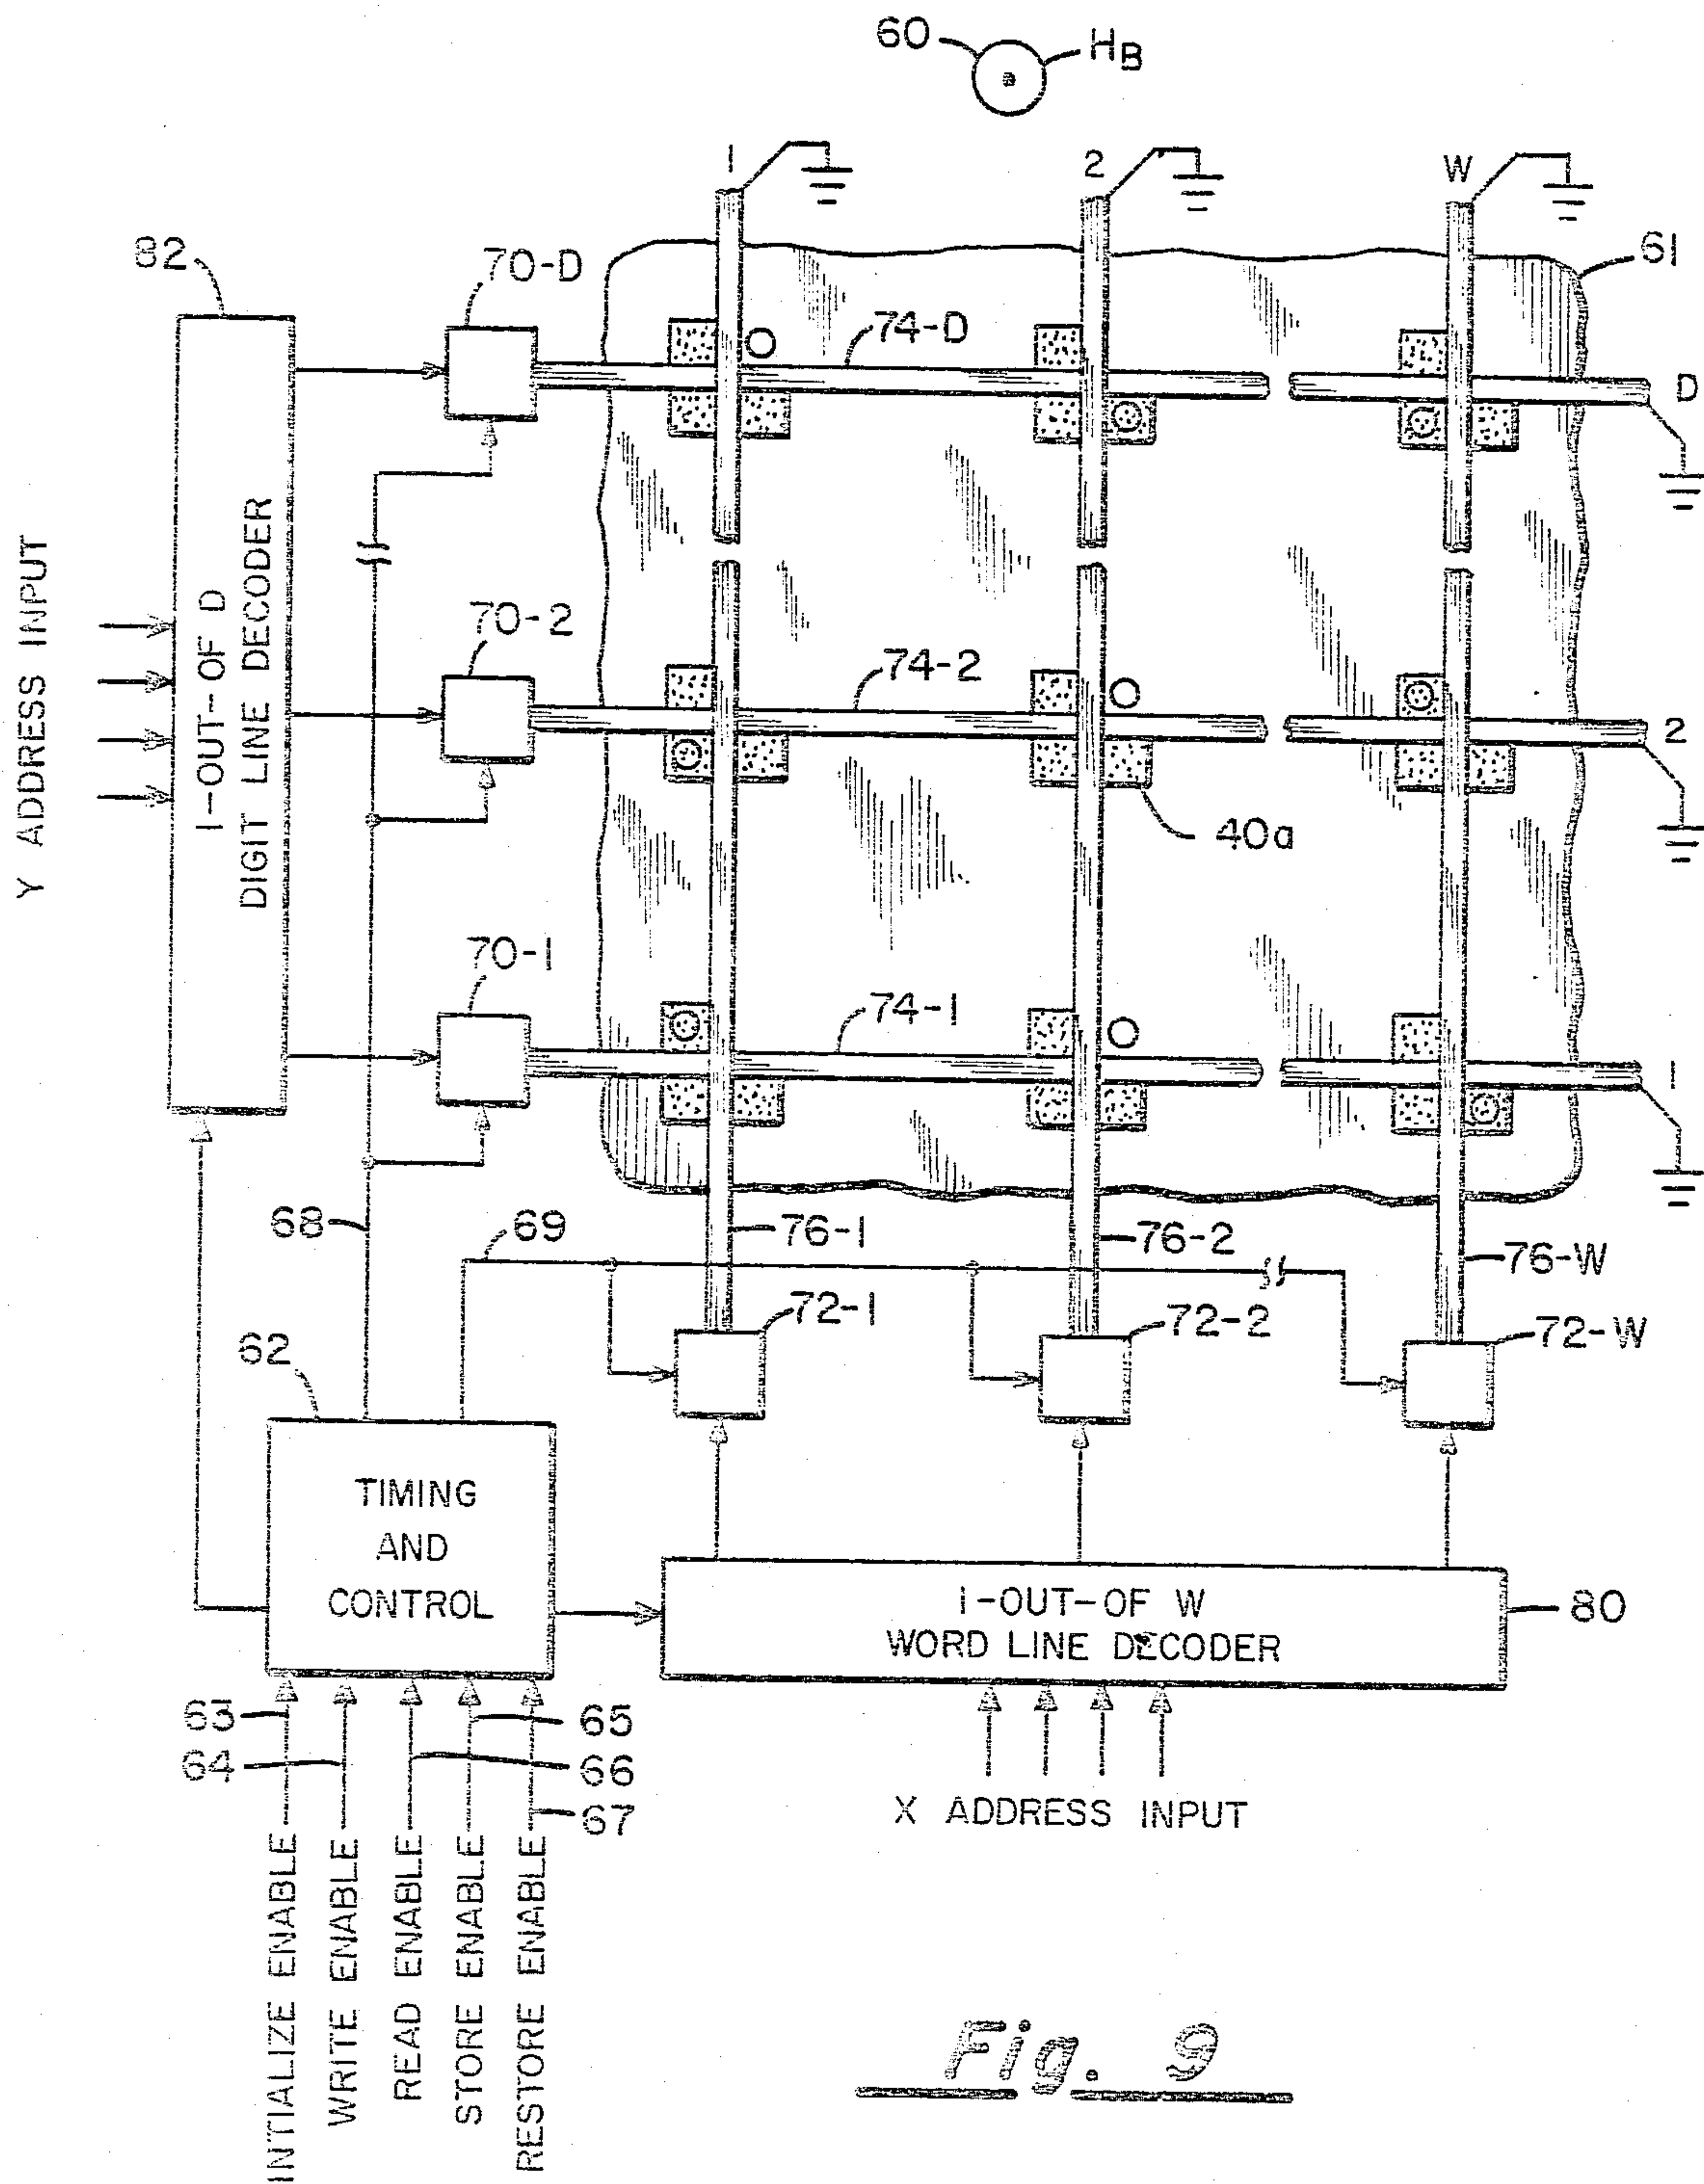 60
HB
1
2
W
61
82
70-D
74-D
D
Y ADDRESS INPUT
1-OUT-OF D
DIGIT LINE DECODER
70-2
74-2
2
40a
70-1
74-1
1
68
69
76-1
76-2
76-W
72-1
72-2
72-W
62
TIMING
AND
CONTROL
1-OUT-OF W
WORD LINE DECODER
80
63
65
64
66
67
X ADDRESS INPUT
INTIALIZE ENABLE
WRITE ENABLE
READ ENABLE
STORE ENABLE
RESTORE ENABLE
Fig. 9